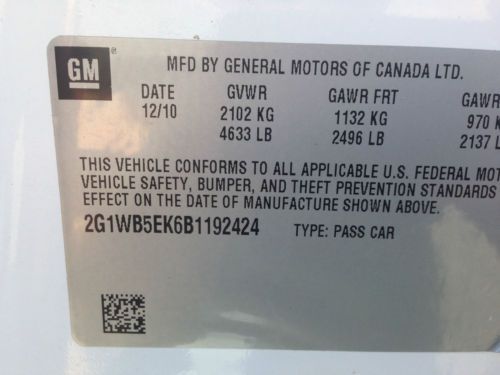 GM®
MFD BY GENERAL MOTORS OF CANADA LTD.
DATE GVWR GAWR FRT GAWR
12/10 2102 KG 1132 KG 970 KG
4633 LB 2496 LB 2137 L
THIS VEHICLE CONFORMS TO ALL APPLICABLE U.S. FEDERAL MOT
VEHICLE SAFETY, BUMPER, AND THEFT PREVENTION STANDARDS
EFFECT ON THE DATE OF MANUFACTURE SHOWN ABOVE.
2G1WB5EK6B1192424 TYPE: PASS CAR